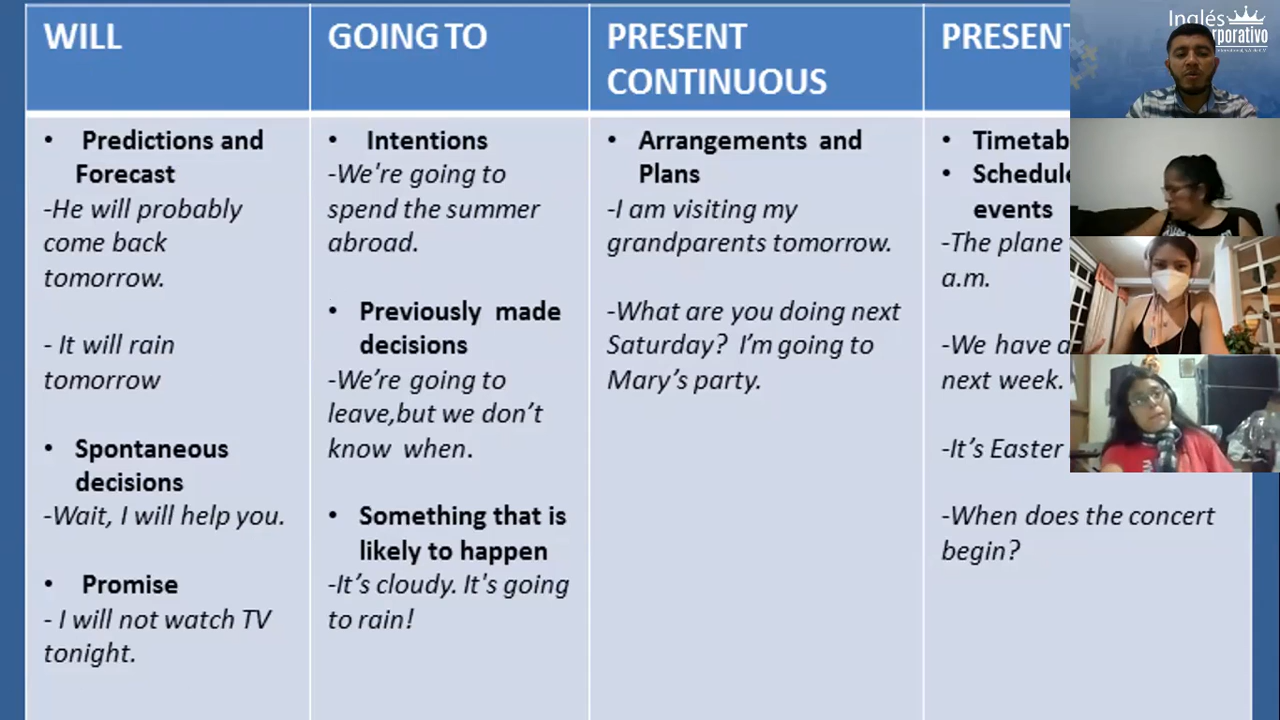 WILL
GOING TO
PRESENT
CONTINUOUS
PRESENT
• Predictions and
Forecast
-He will probably
come back
tomorrow.
- It will rain
tomorrow
• Spontaneous
decisions
-Wait, I will help you.
• Promise
- I will not watch TV
tonight.
• Intentions
-We're going to
spend the summer
abroad.
• Previously made
decisions
-We're going to
leave,but we don't
know when.
• Something that is
likely to happen
-It's cloudy. It's going
to rain!
• Arrangements and
Plans
-I am visiting my
grandparents tomorrow.
-What are you doing next
Saturday? I'm going to
Mary's party.
•
•
events
-The plane
a.m.
-We have
next week.
-It's Easter
-When does the concert
begin?
Inglés